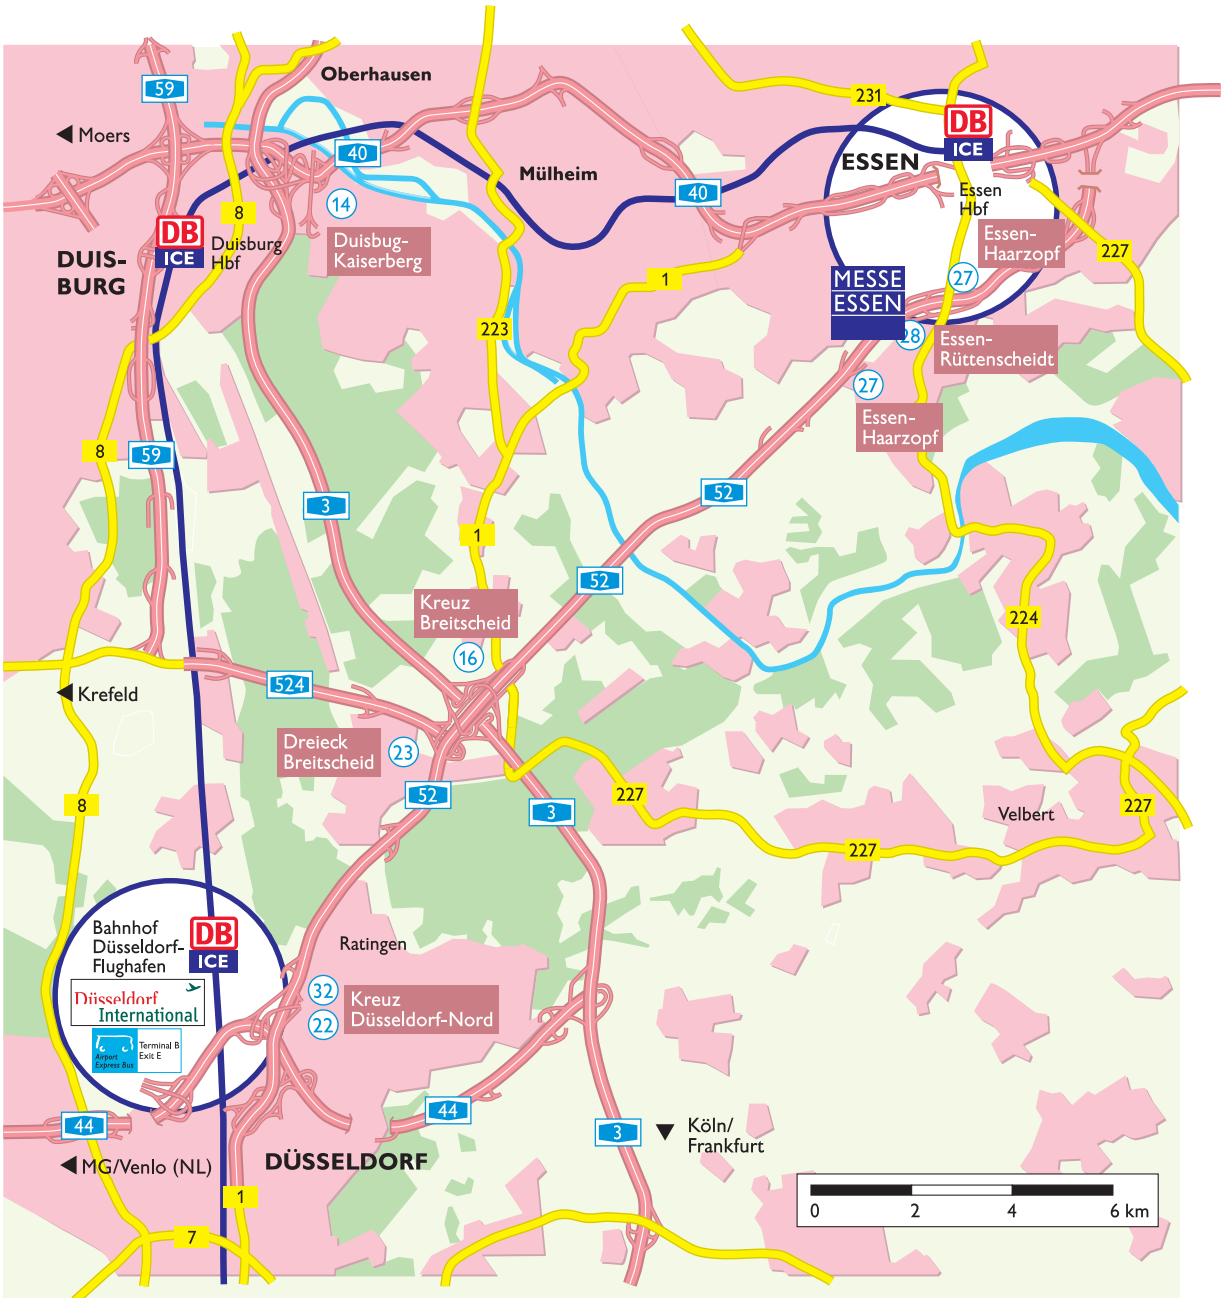 Oberhausen
59
231
DB
ICE
Moers
40
ESSEN
Mülheim
40
Essen
Hbf
14
8
DB
ICE
Duisburg
Hbf
Duisbug-
Kaiserberg
Essen-
Haarzopf
227
DUIS-
BURG
1
MESSE
ESSEN
27
223
28
Essen-
Rüttenscheidt
27
Essen-
Haarzopf
8
59
3
52
1
52
Kreuz
Breitscheid
16
224
Krefeld
524
Dreieck
Breitscheid
23
52
3
227
8
Velbert
227
227
Bahnhof
Düsseldorf-
Flughafen
DB
ICE
Ratingen
Düsseldorf
International
32
22
Kreuz
Düsseldorf-Nord
Airport
Express Bus
Terminal B
Exit E
44
44
3
Köln/
Frankfurt
MG/Venlo (NL)
DÜSSELDORF
1
7
0 2 4 6 km